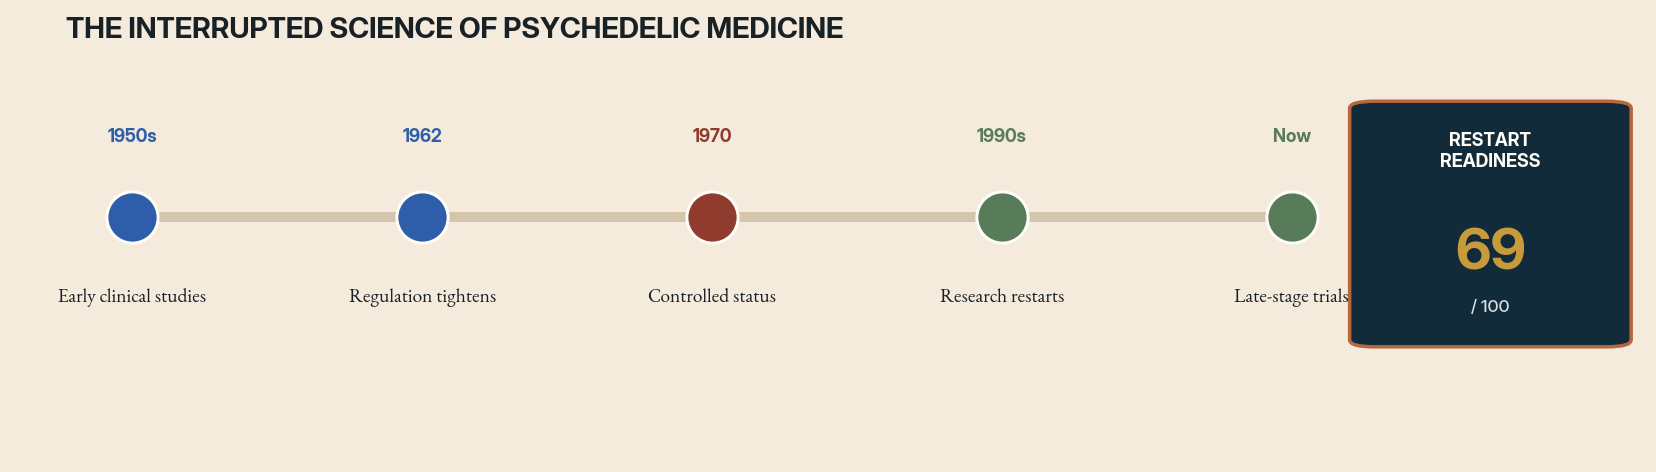 THE INTERRUPTED SCIENCE OF PSYCHEDELIC MEDICINE
1950s
1962
1970
1990s
Now
Early clinical studies
Regulation tightens
Controlled status
Research restarts
Late-stage trials
RESTART
READINESS
69
/ 100